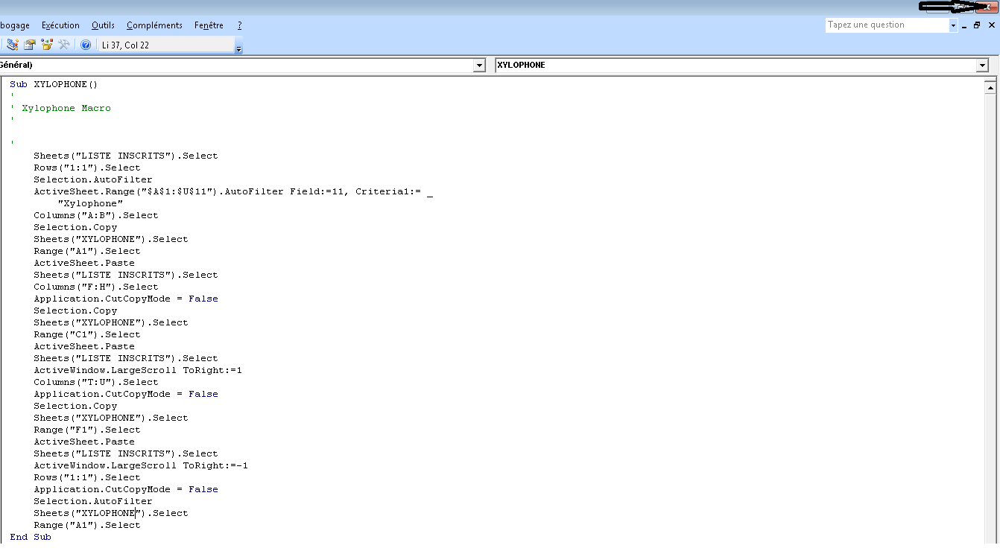 bogage Exécution Outils Compléments Fenêtre ? Tapez une question
Li 37, Col 22
Général) XYLOPHONE
Sub XYLOPHONE()
'
' Xylophone Macro
'
'
    Sheets("LISTE INSCRITS").Select
    Rows("1:1").Select
    Selection.AutoFilter
    ActiveSheet.Range("$A$1:$U$11").AutoFilter Field:=11, Criteria1:= _
        "Xylophone"
    Columns("A:B").Select
    Selection.Copy
    Sheets("XYLOPHONE").Select
    Range("A1").Select
    ActiveSheet.Paste
    Sheets("LISTE INSCRITS").Select
    Columns("F:H").Select
    Application.CutCopyMode = False
    Selection.Copy
    Sheets("XYLOPHONE").Select
    Range("C1").Select
    ActiveSheet.Paste
    Sheets("LISTE INSCRITS").Select
    ActiveWindow.LargeScroll ToRight:=1
    Columns("T:U").Select
    Application.CutCopyMode = False
    Selection.Copy
    Sheets("XYLOPHONE").Select
    Range("F1").Select
    ActiveSheet.Paste
    Sheets("LISTE INSCRITS").Select
    ActiveWindow.LargeScroll ToRight:=-1
    Rows("1:1").Select
    Application.CutCopyMode = False
    Selection.AutoFilter
    Sheets("XYLOPHONE").Select
    Range("A1").Select
End Sub